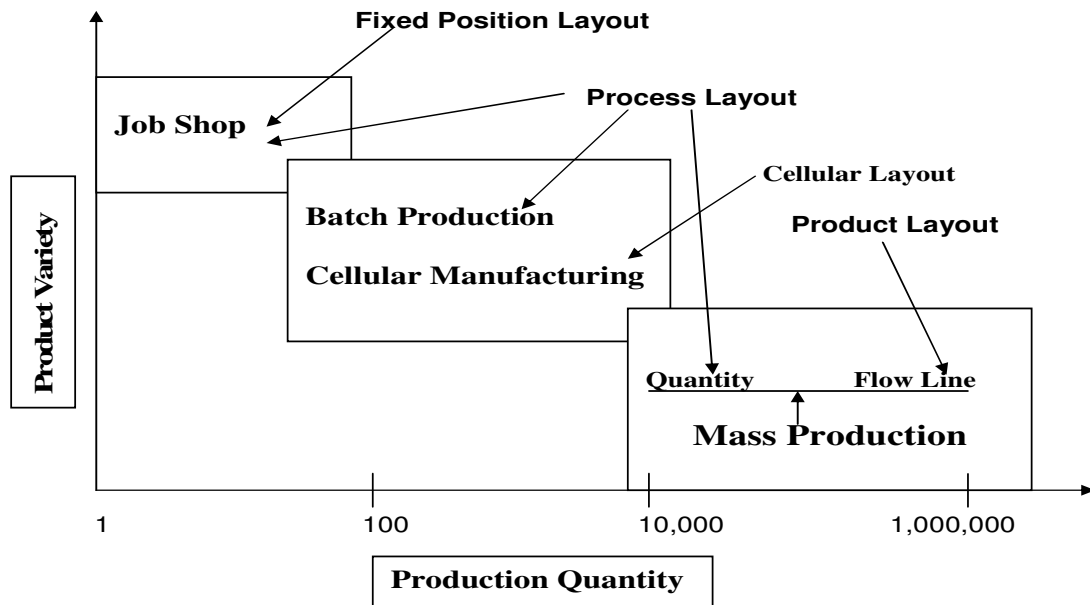 Fixed Position Layout
Process Layout
Job Shop
Cellular Layout
Batch Production
Product Layout
Cellular Manufacturing
Product Variety
Quantity
Flow Line
Mass Production
1
100
10,000
1,000,000
Production Quantity